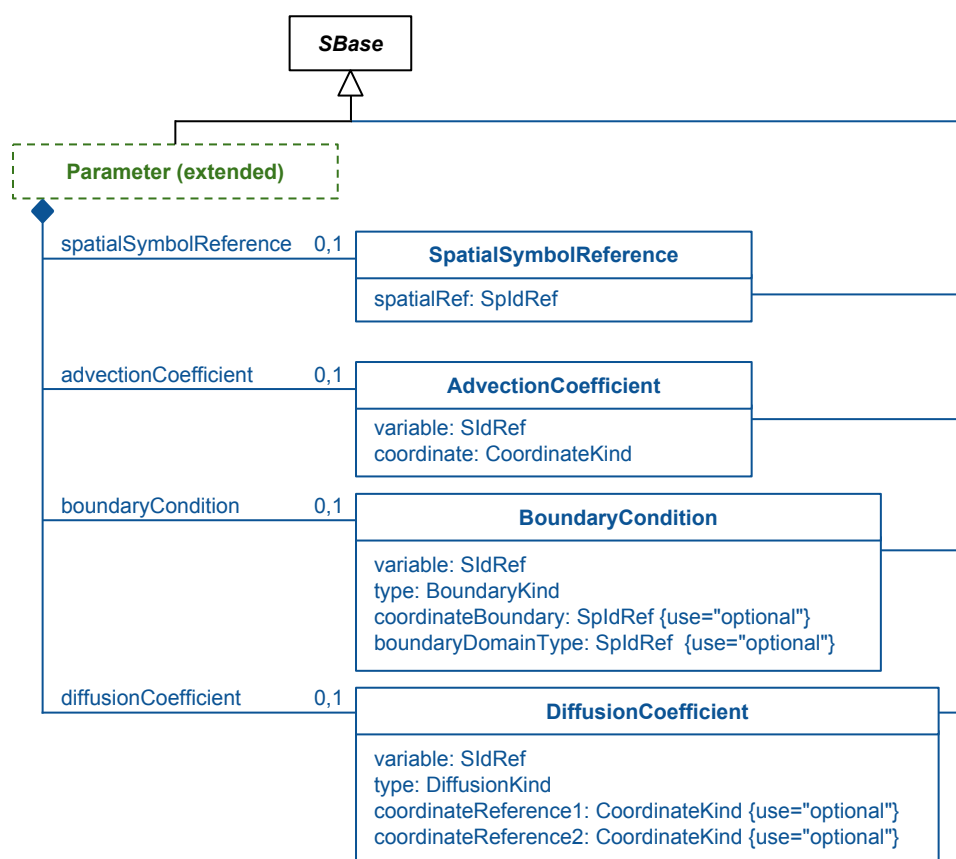 SBase
Parameter (extended)
spatialSymbolReference 0,1
SpatialSymbolReference
spatialRef: SpIdRef
advectionCoefficient 0,1
AdvectionCoefficient
variable: SIdRef
coordinate: CoordinateKind
boundaryCondition 0,1
BoundaryCondition
variable: SIdRef
type: BoundaryKind
coordinateBoundary: SpIdRef {use="optional"}
boundaryDomainType: SpIdRef {use="optional"}
diffusionCoefficient 0,1
DiffusionCoefficient
variable: SIdRef
type: DiffusionKind
coordinateReference1: CoordinateKind {use="optional"}
coordinateReference2: CoordinateKind {use="optional"}